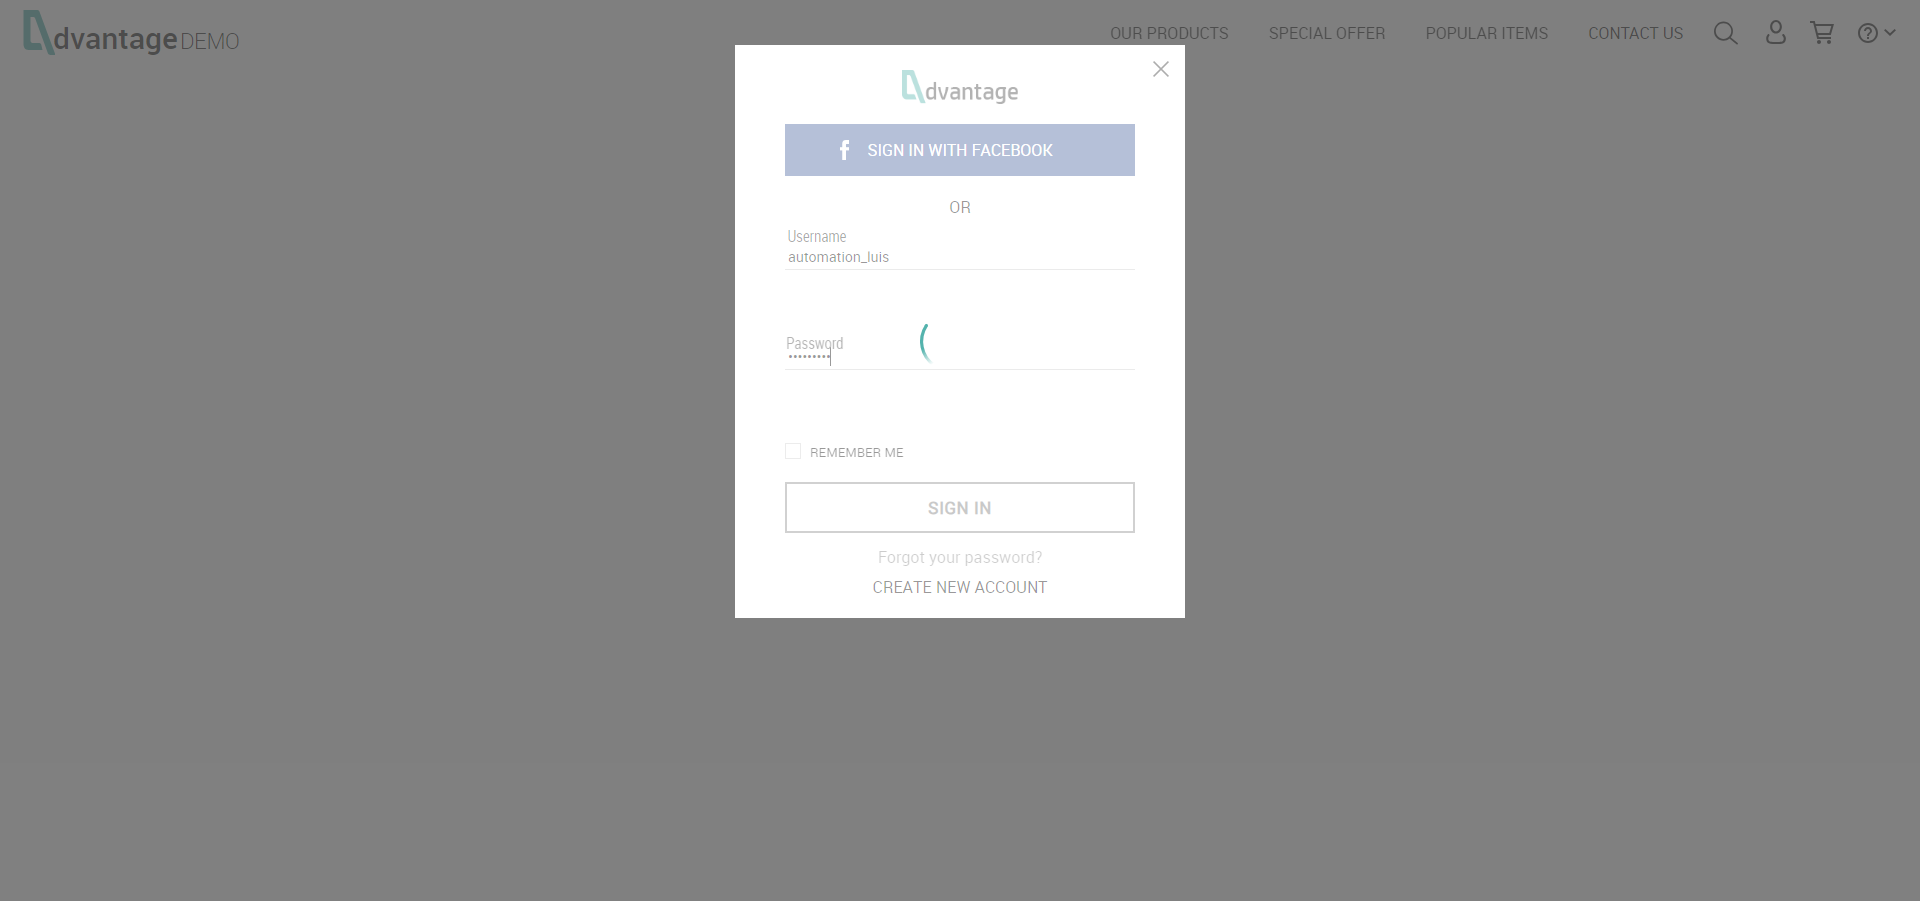 dvantage DEMO
OUR PRODUCTS SPECIAL OFFER POPULAR ITEMS CONTACT US
dvantage
SIGN IN WITH FACEBOOK
OR
Username
automation_luis
Password
•••••••••
REMEMBER ME
SIGN IN
Forgot your password?
CREATE NEW ACCOUNT